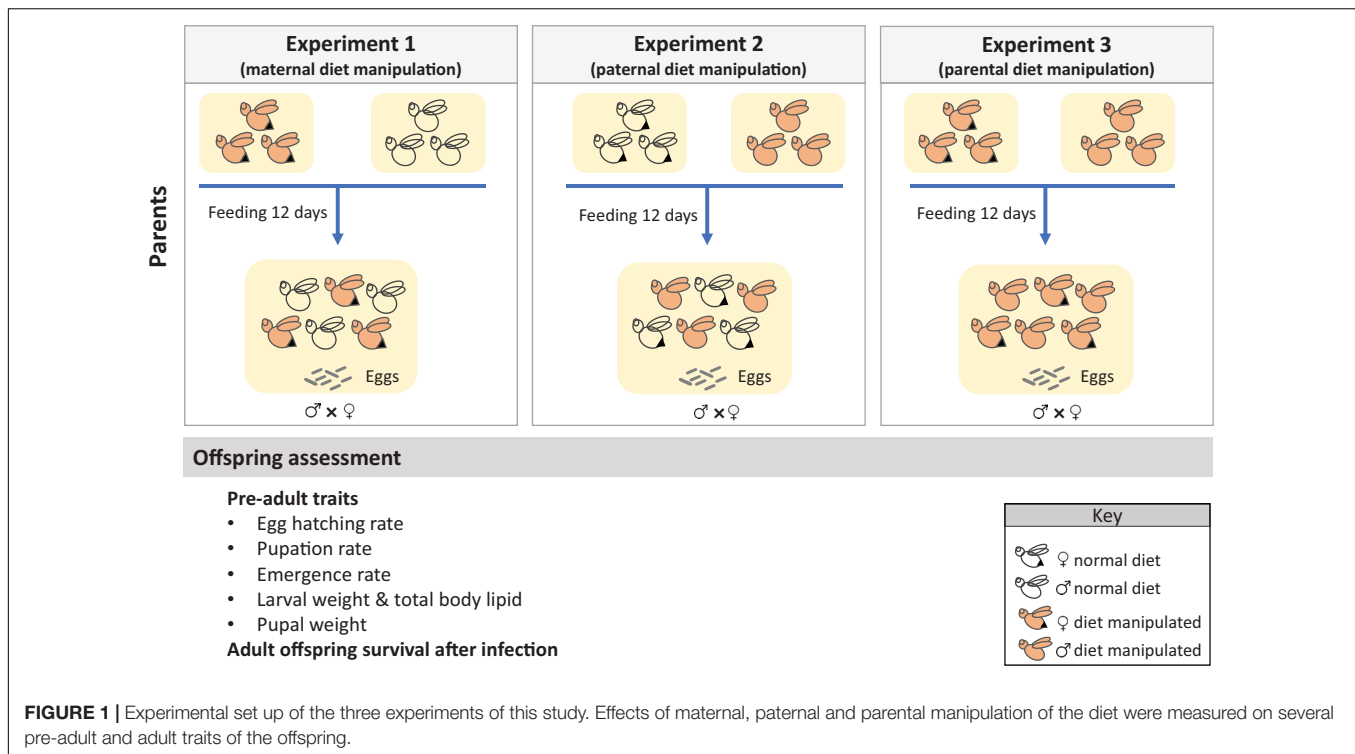 Experiment 1
(maternal diet manipulation)
Experiment 2
(paternal diet manipulation)
Experiment 3
(parental diet manipulation)
Parents
Feeding 12 days
Feeding 12 days
Feeding 12 days
Eggs
Eggs
Eggs
♂ × ♀
♂ × ♀
♂ × ♀
Offspring assessment
Pre-adult traits
• Egg hatching rate
• Pupation rate
• Emergence rate
• Larval weight & total body lipid
• Pupal weight
Adult offspring survival after infection
Key
♀ normal diet
♂ normal diet
♀ diet manipulated
♂ diet manipulated
FIGURE 1 | Experimental set up of the three experiments of this study. Effects of maternal, paternal and parental manipulation of the diet were measured on several
pre-adult and adult traits of the offspring.